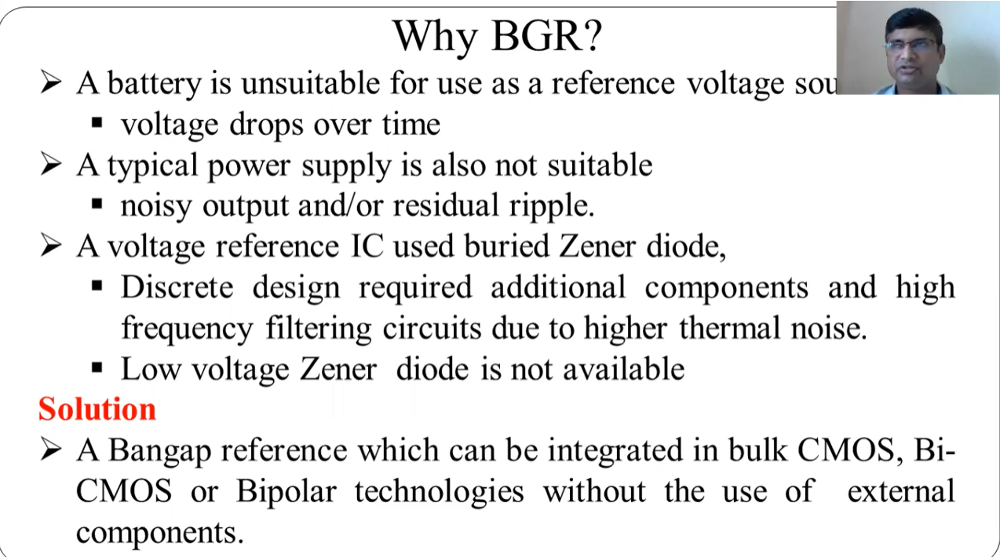 Why BGR?
➢ A battery is unsuitable for use as a reference voltage sou
▪ voltage drops over time
➢ A typical power supply is also not suitable
▪ noisy output and/or residual ripple.
➢ A voltage reference IC used buried Zener diode,
▪ Discrete design required additional components and high
frequency filtering circuits due to higher thermal noise.
▪ Low voltage Zener diode is not available
Solution
➢ A Bangap reference which can be integrated in bulk CMOS, Bi-
CMOS or Bipolar technologies without the use of external
components.